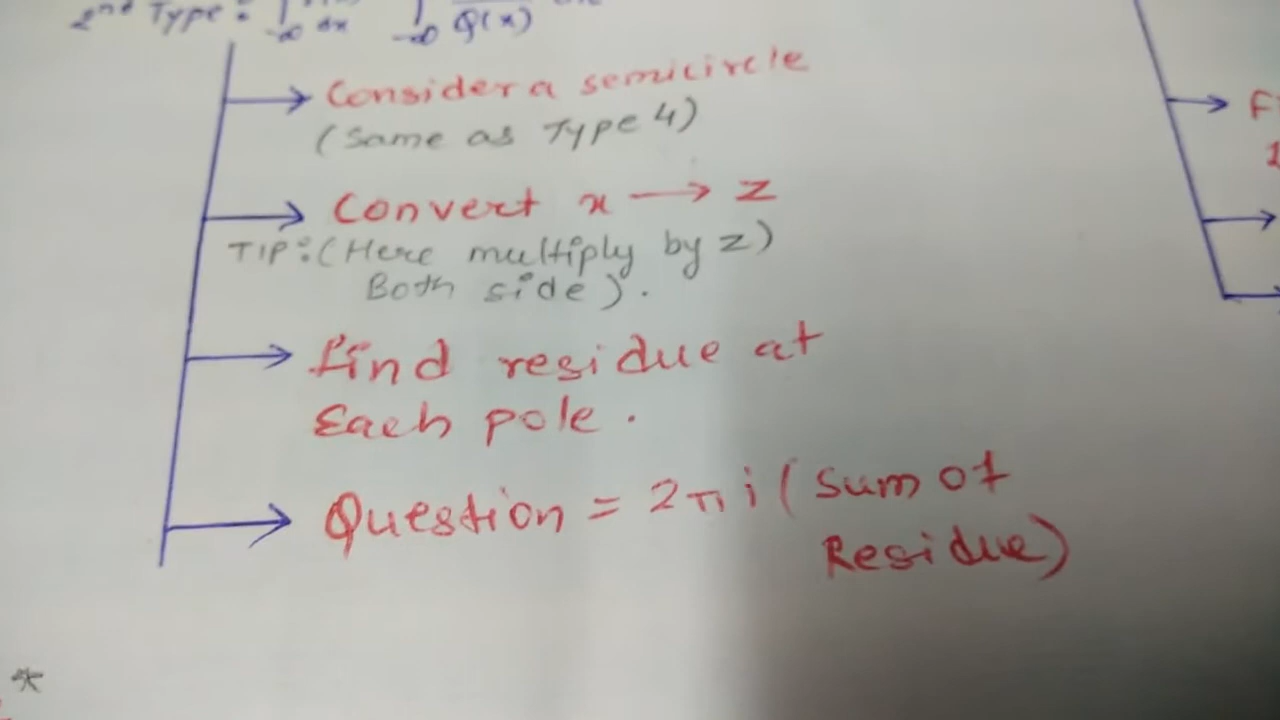 2nd Type:
Q(x)
Consider a semicircle
(Same as Type 4)
Convert x → z
TIP:(Here multiply by z)
Both side).
find residue at
Each pole.
Question = 2πi (Sum of
Residue)
*
F
1